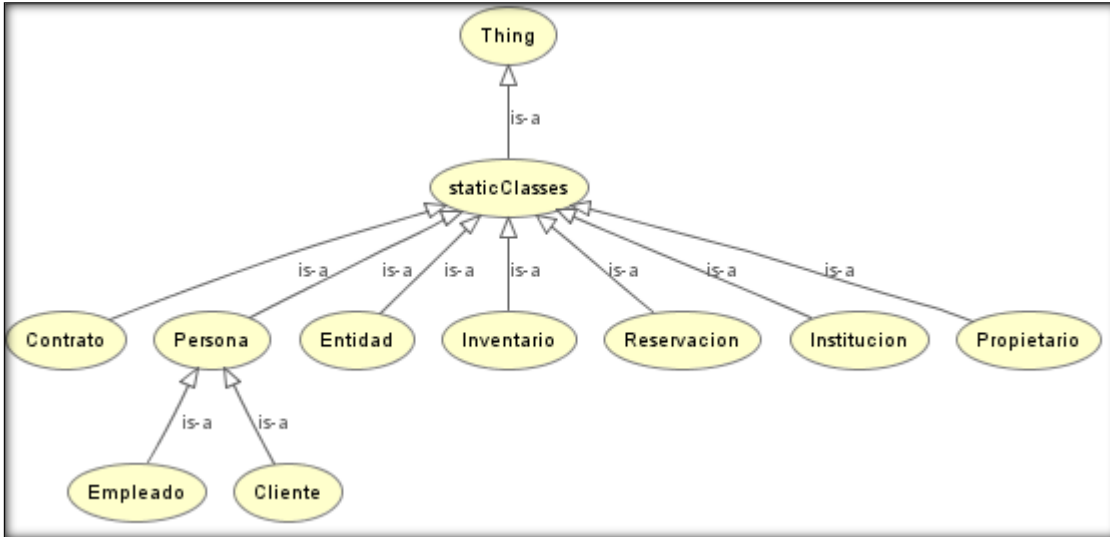 Thing
is-a
staticClasses
is-a
is-a
is-a
is-a
is-a
is-a
is-a
Contrato
Persona
Entidad
Inventario
Reservacion
Institucion
Propietario
is-a
is-a
Empleado
Cliente